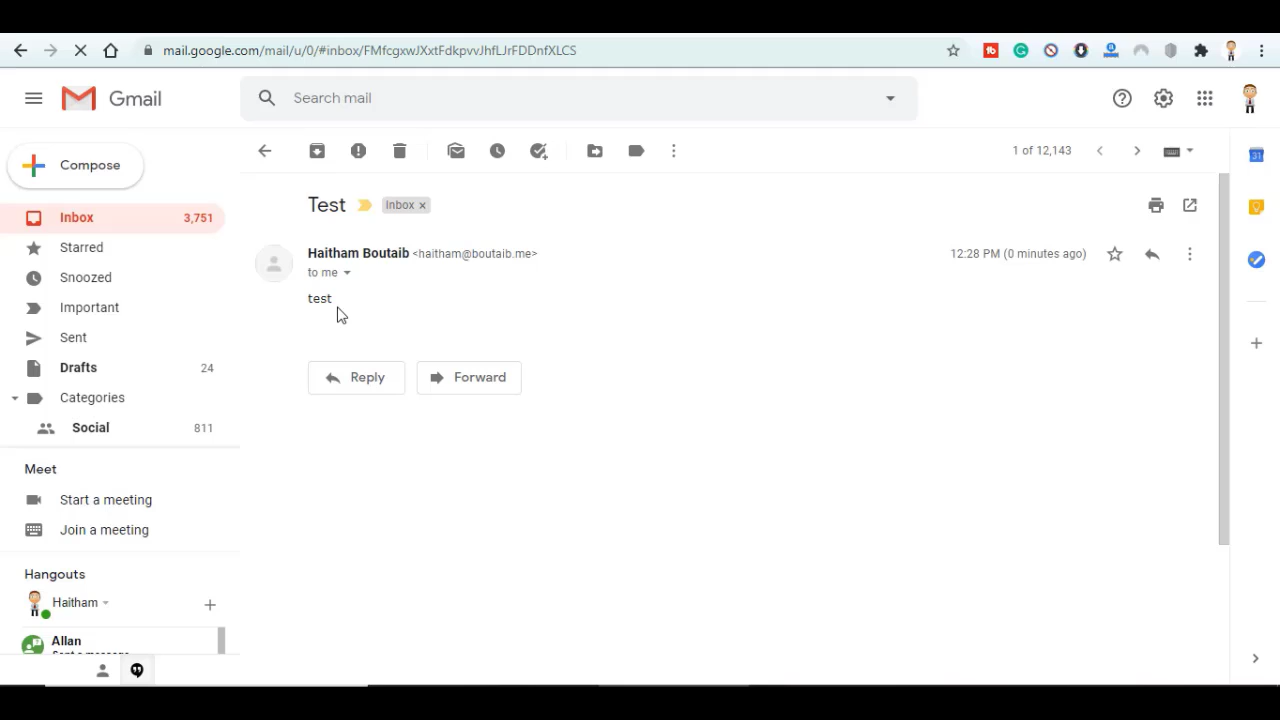 mail.google.com/mail/u/0/#inbox/FMfcgxwJXxtFdkpvvJhfLJrFDDnfXLCS
Gmail
Search mail
Compose
1 of 12,143
Inbox 3,751
Starred
Snoozed
Important
Sent
Drafts 24
Categories
Social 811
Meet
Start a meeting
Join a meeting
Hangouts
Haitham
Allan
Test Inbox x
Haitham Boutaib <haitham@boutaib.me> 12:28 PM (0 minutes ago)
to me
test
Reply Forward
31